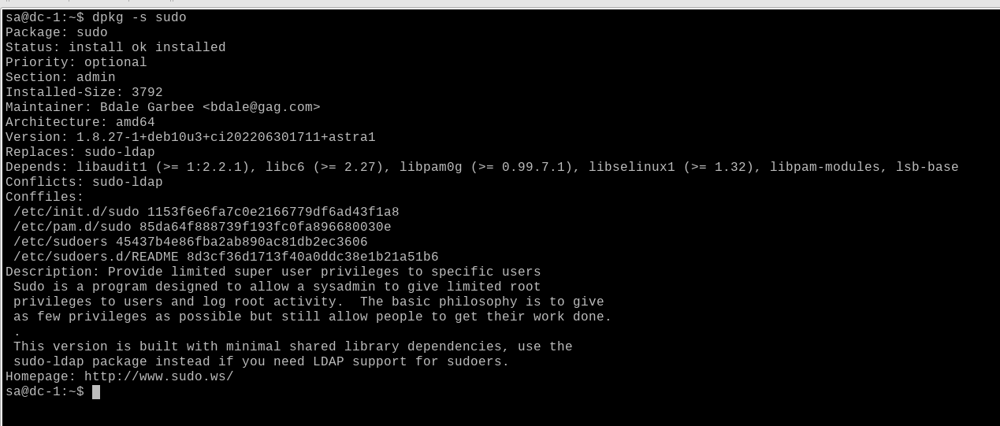 sa@dc-1:~$ dpkg -s sudo
Package: sudo
Status: install ok installed
Priority: optional
Section: admin
Installed-Size: 3792
Maintainer: Bdale Garbee <bdale@gag.com>
Architecture: amd64
Version: 1.8.27-1+deb10u3+ci202206301711+astra1
Replaces: sudo-ldap
Depends: libaudit1 (>= 1:2.2.1), libc6 (>= 2.27), libpam0g (>= 0.99.7.1), libselinux1 (>= 1.32), libpam-modules, lsb-base
Conflicts: sudo-ldap
Conffiles:
 /etc/init.d/sudo 1153f6e6fa7c0e2166779df6ad43f1a8
 /etc/pam.d/sudo 85da64f888739f193fc0fa896680030e
 /etc/sudoers 45437b4e86fba2ab890ac81db2ec3606
 /etc/sudoers.d/README 8d3cf36d1713f40a0ddc38e1b21a51b6
Description: Provide limited super user privileges to specific users
 Sudo is a program designed to allow a sysadmin to give limited root
 privileges to users and log root activity.  The basic philosophy is to give
 as few privileges as possible but still allow people to get their work done.
 .
 This version is built with minimal shared library dependencies, use the
 sudo-ldap package instead if you need LDAP support for sudoers.
Homepage: http://www.sudo.ws/
sa@dc-1:~$